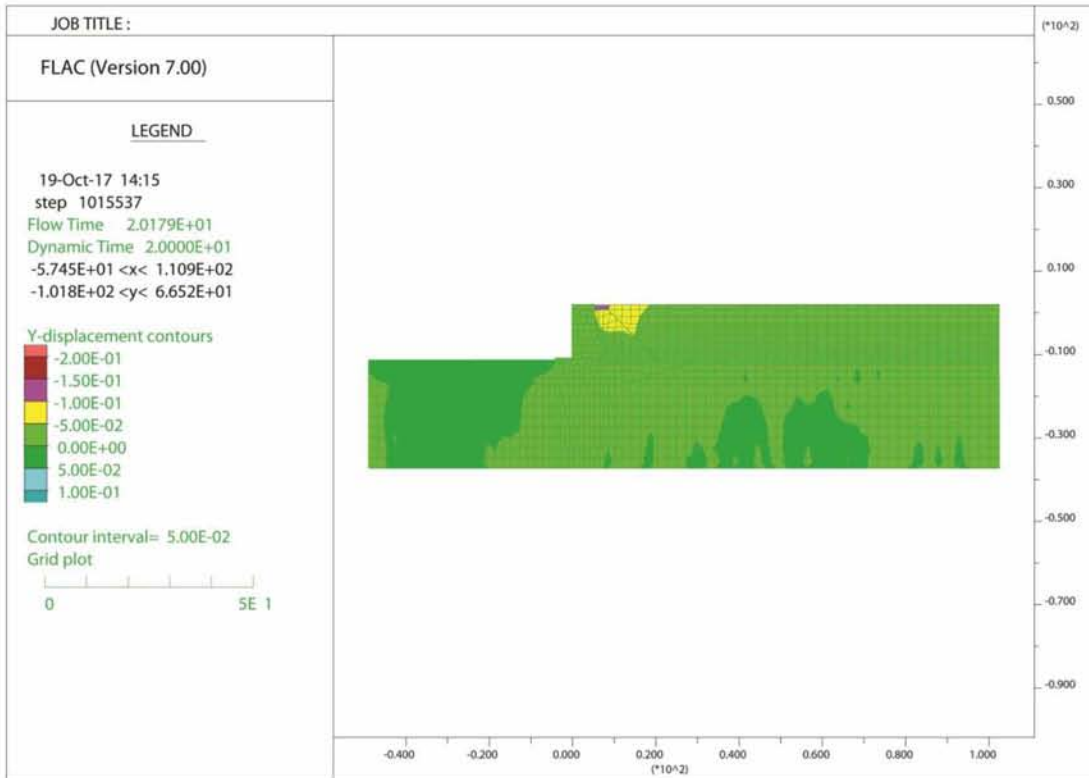 JOB TITLE :
FLAC (Version 7.00)
LEGEND
19-Oct-17 14:15
step 1015537
Flow Time 2.0179E+01
Dynamic Time 2.0000E+01
-5.745E+01 <x< 1.109E+02
-1.018E+02 <y< 6.652E+01
Y-displacement contours
-2.00E-01
-1.50E-01
-1.00E-01
-5.00E-02
0.00E+00
5.00E-02
1.00E-01
Contour interval= 5.00E-02
Grid plot
0 5E 1
(*10^2)
0.500
0.300
0.100
-0.100
-0.300
-0.500
-0.700
-0.900
-0.400 -0.200 0.000 0.200 0.400 0.600 0.800 1.000
(*10^2)